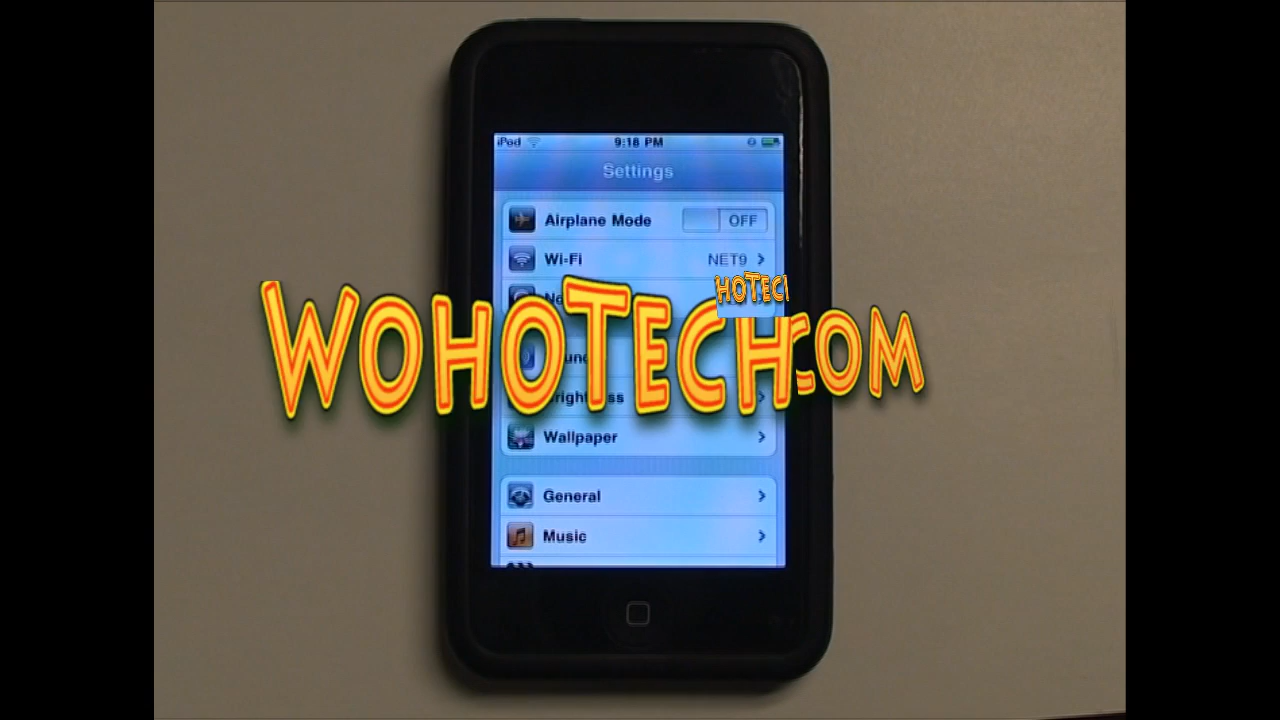 iPod 9:18 PM
Settings
Airplane Mode OFF
Wi-Fi NET9
HOTECH
WOHOTECH.COM
Wallpaper
General
Music